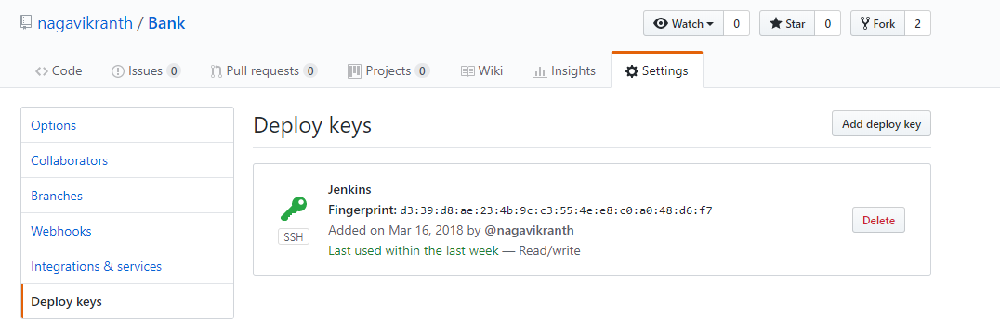 nagavikranth / Bank
Watch 0 Star 0 Fork 2
Code Issues 0 Pull requests 0 Projects 0 Wiki Insights Settings
Options
Collaborators
Branches
Webhooks
Integrations & services
Deploy keys
Deploy keys
Add deploy key
Jenkins
Fingerprint: d3:39:d8:ae:23:4b:9c:c3:55:4e:e8:c0:a0:48:d6:f7
SSH
Added on Mar 16, 2018 by @nagavikranth
Last used within the last week — Read/write
Delete